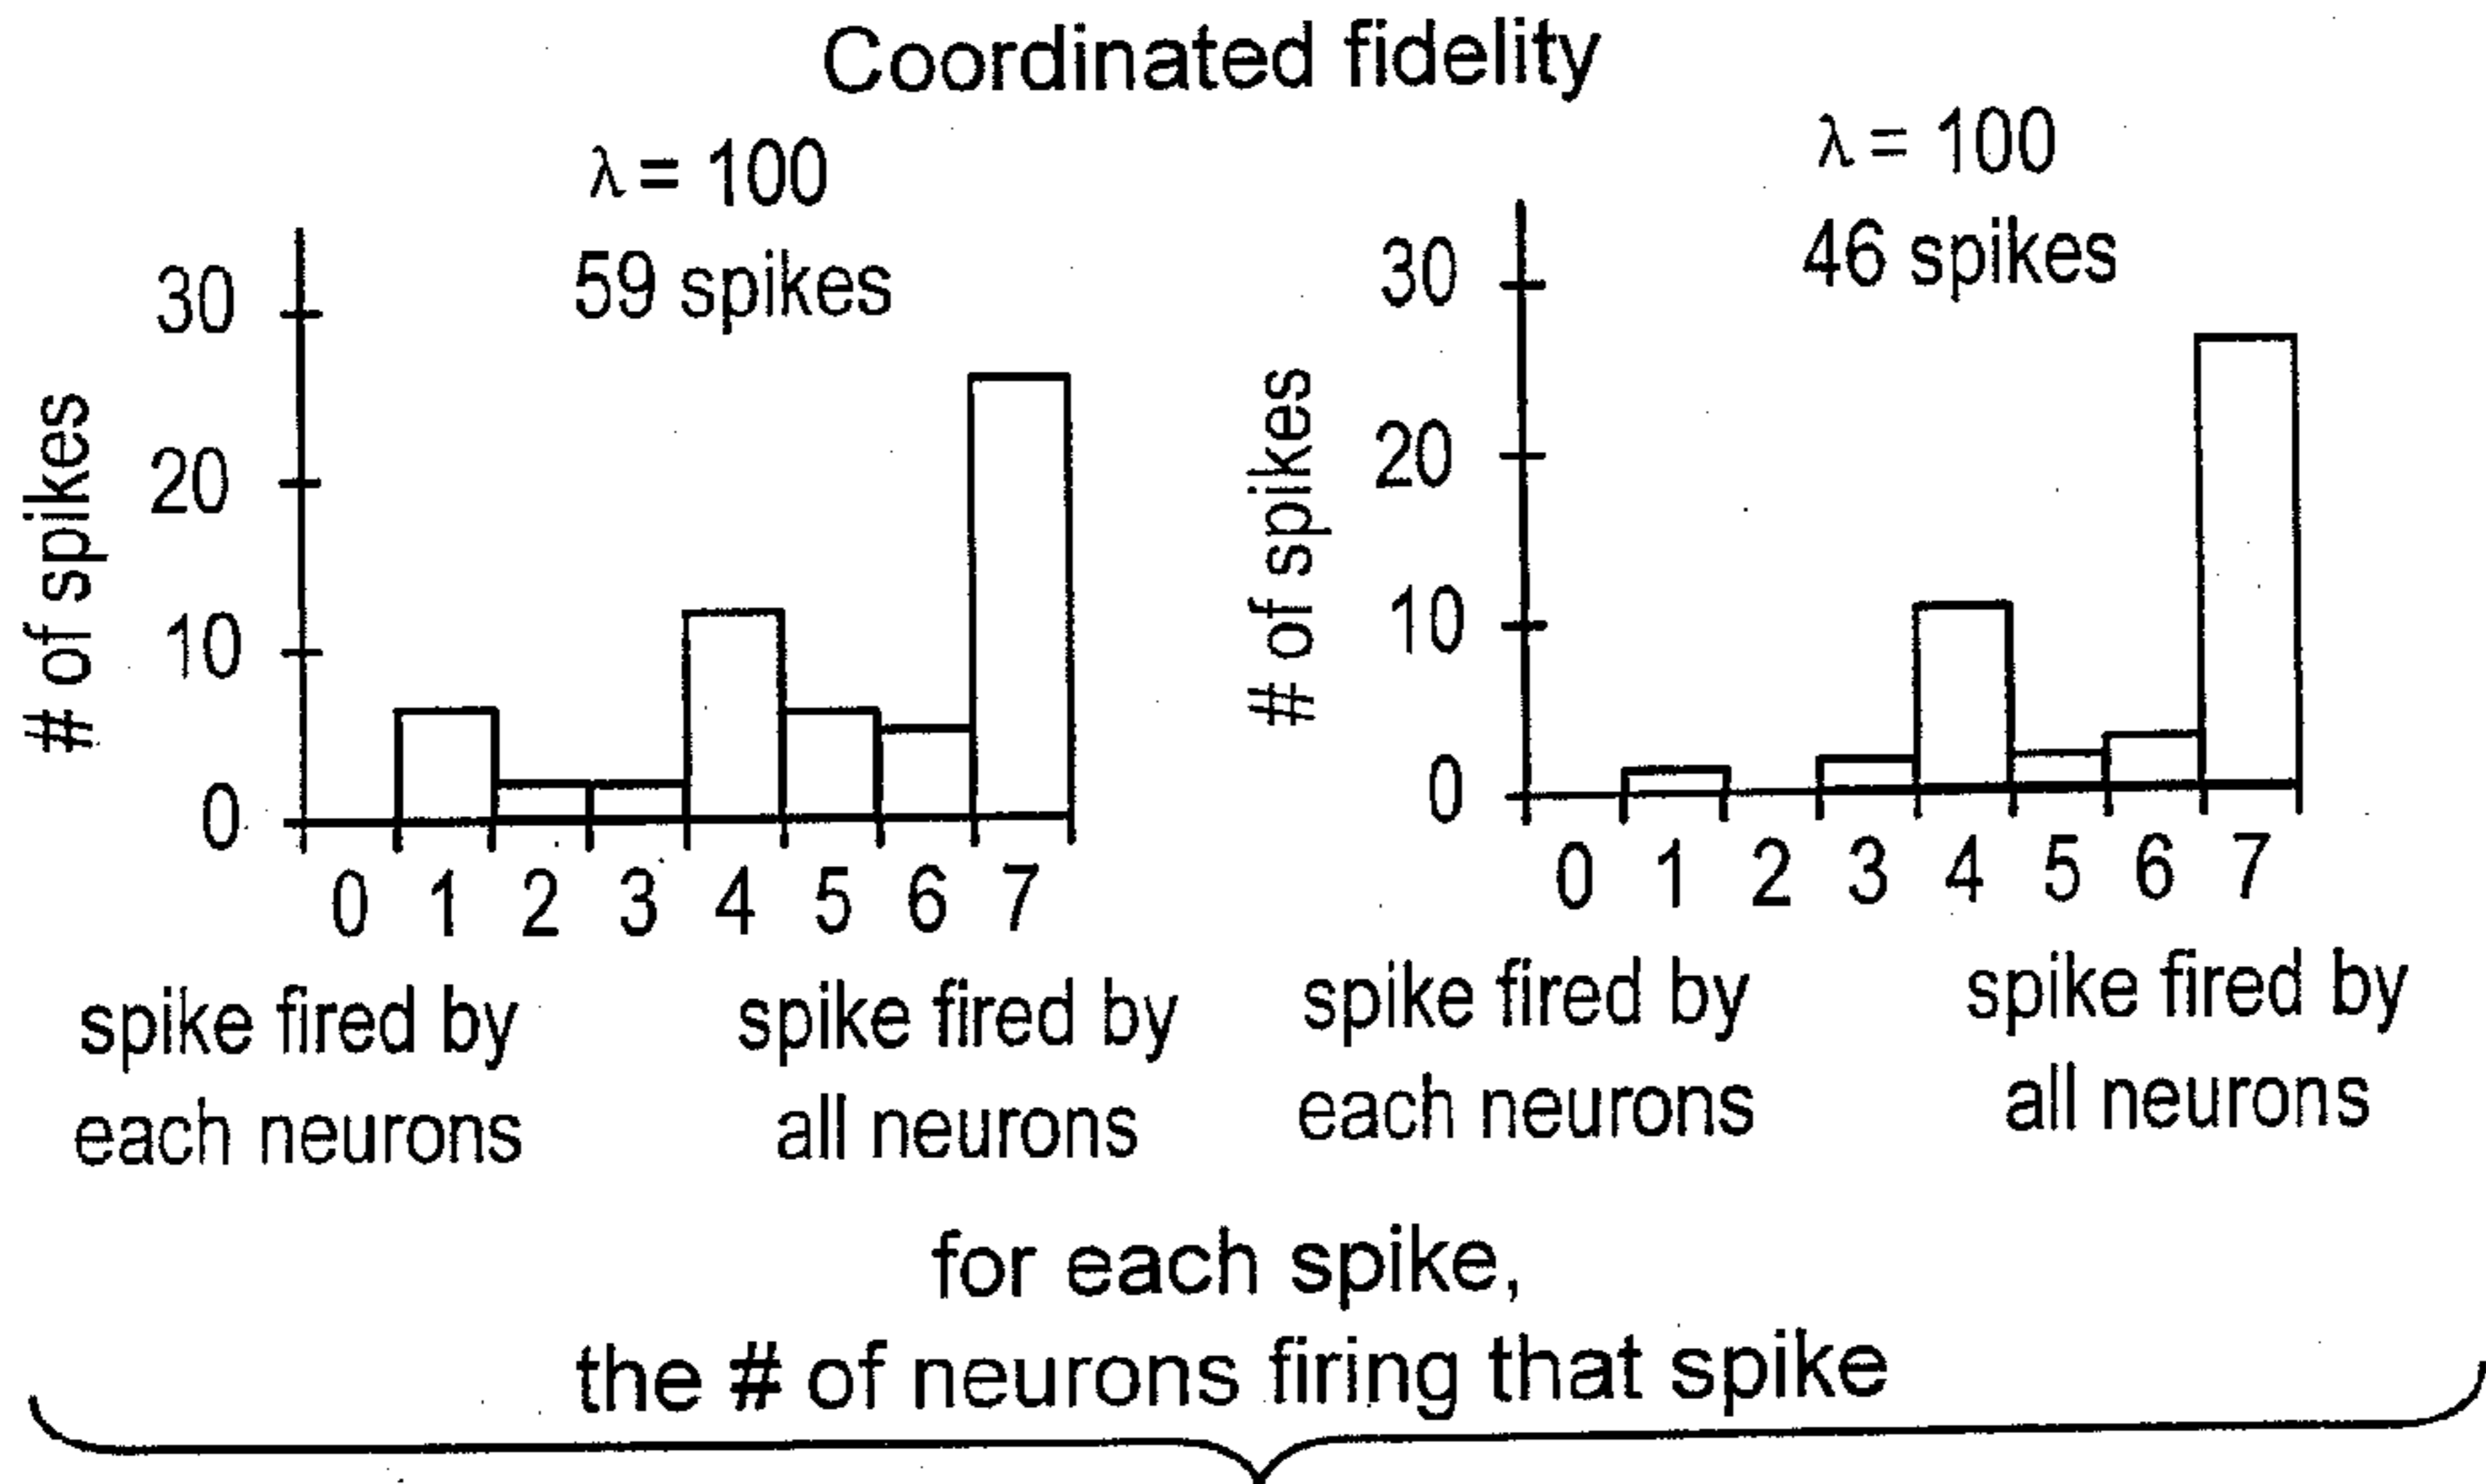 Coordinated fidelity
λ = 100
59 spikes
# of spikes
30
20
10
0
0 1 2 3 4 5 6 7
spike fired by
each neurons
spike fired by
all neurons
λ = 100
46 spikes
# of spikes
30
20
10
0
0 1 2 3 4 5 6 7
spike fired by
each neurons
spike fired by
all neurons
for each spike,
the # of neurons firing that spike